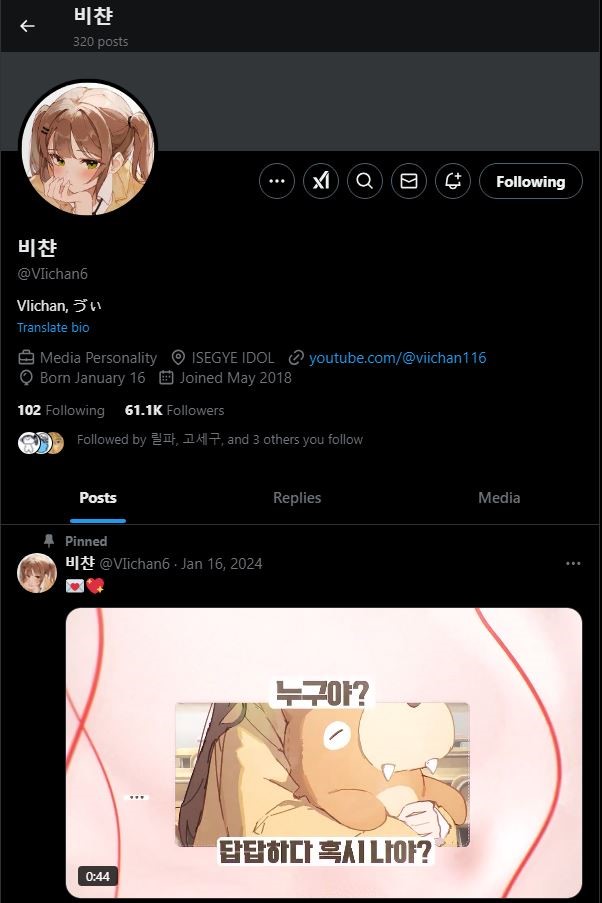 비챤
320 posts
Following
비챤
@VIichan6
VIichan, づ ぃ
Translate bio
Media Personality ISEGYE IDOL youtube.com/@viichan116
Born January 16 Joined May 2018
102 Following 61.1K Followers
Followed by 릴파, 고세구, and 3 others you follow
Posts Replies Media
Pinned
비챤 @VIichan6 · Jan 16, 2024
💌💖
누구야?
...
답답하다 혹시 나야?
0:44